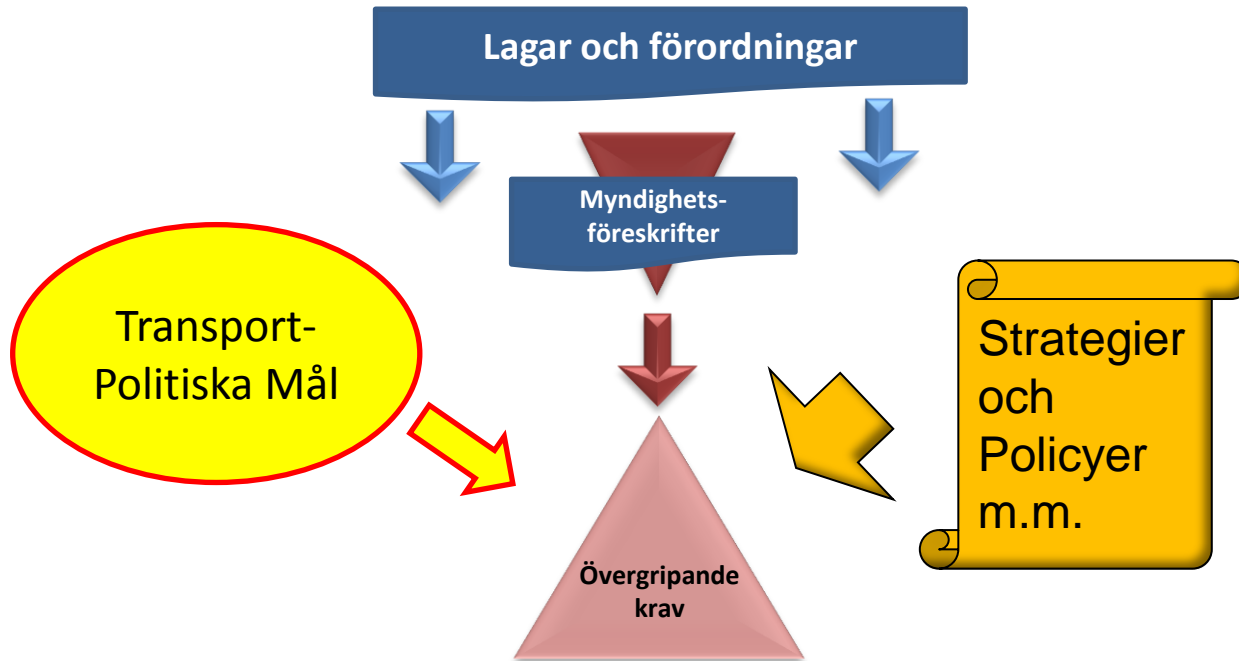 Lagar och förordningar
Myndighets-
föreskrifter
Transport-
Politiska Mål
Strategier
och
Policyer
m.m.
Övergripande
krav